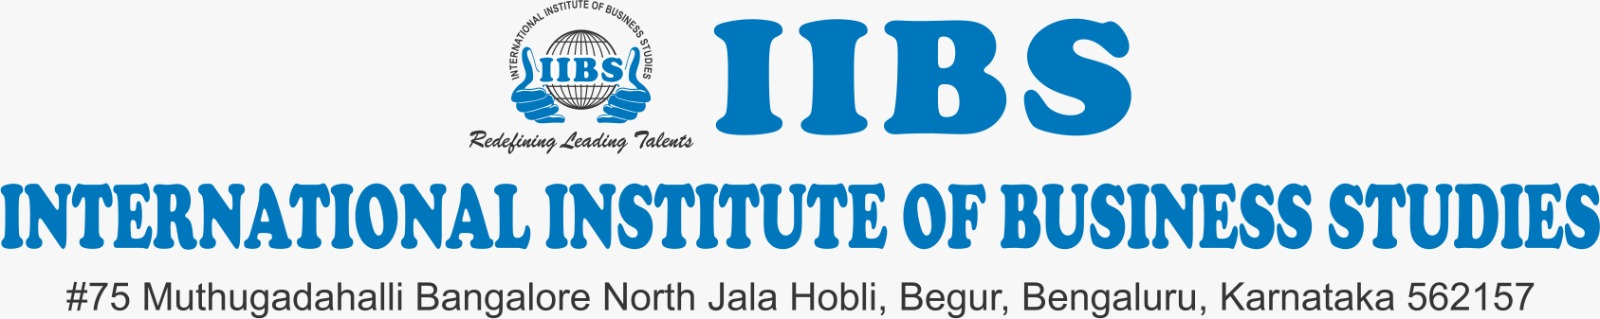 INTERNATIONAL INSTITUTE OF BUSINESS STUDIES
IIBS
Redefining Leading Talents
IIBS
INTERNATIONAL INSTITUTE OF BUSINESS STUDIES
#75 Muthugadahalli Bangalore North Jala Hobli, Begur, Bengaluru, Karnataka 562157